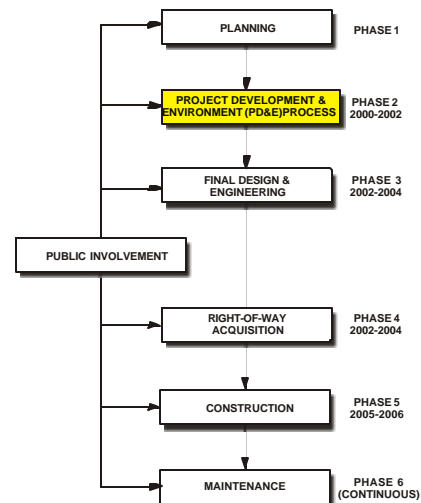 PLANNING
PHASE 1
PROJECT DEVELOPMENT &
ENVIRONMENT (PD&E)PROCESS
PHASE 2
2000-2002
FINAL DESIGN &
ENGINEERING
PHASE 3
2002-2004
PUBLIC INVOLVEMENT
RIGHT-OF-WAY
ACQUISITION
PHASE 4
2002-2004
CONSTRUCTION
PHASE 5
2005-2006
MAINTENANCE
PHASE 6
(CONTINUOUS)